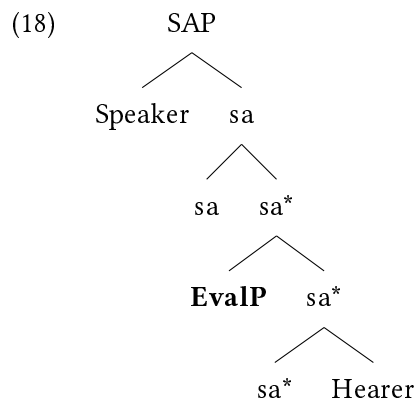 (18) SAP
Speaker sa
sa sa*
EvalP sa*
sa* Hearer